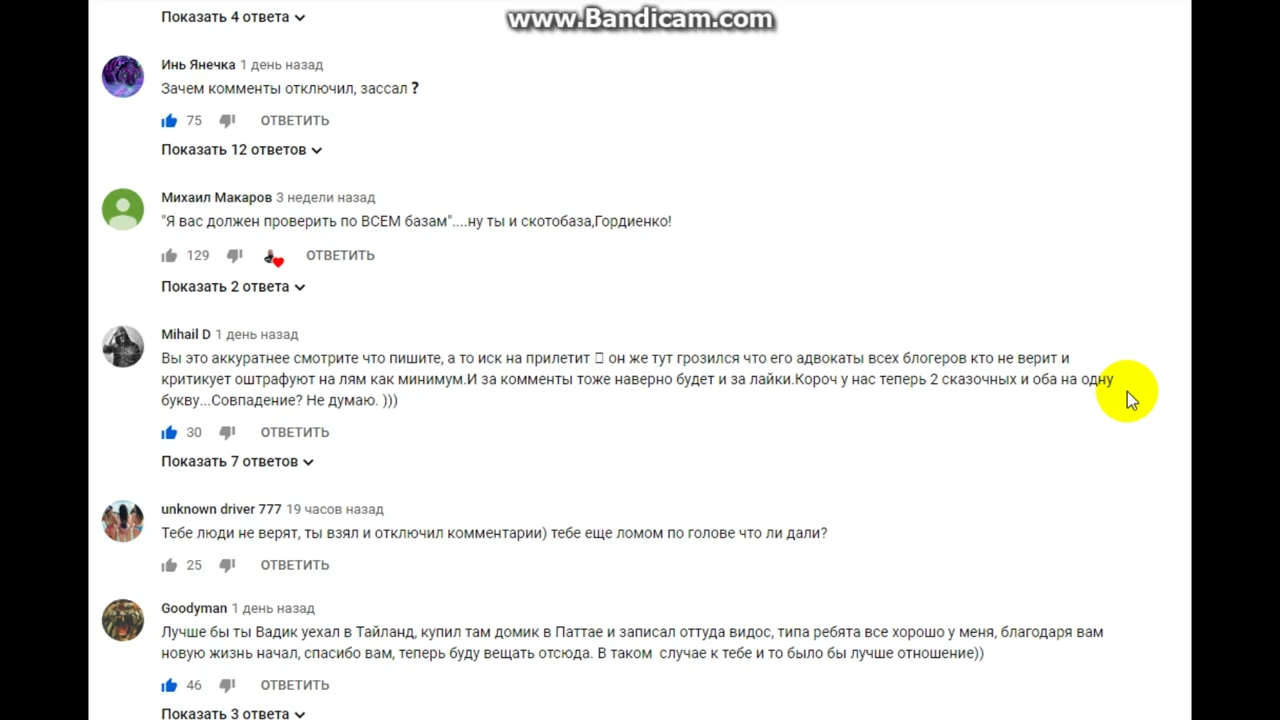 www.Bandicam.com
Показать 4 ответа
Инь Янечка 1 день назад
Зачем комменты отключил, зассал ?
75 ОТВЕТИТЬ
Показать 12 ответов
Михаил Макаров 3 недели назад
"Я вас должен проверить по ВСЕМ базам"....ну ты и скотобаза,Гордиенко!
129 ОТВЕТИТЬ
Показать 2 ответа
Mihail D 1 день назад
Вы это аккуратнее смотрите что пишите, а то иск на прилетит он же тут грозился что его адвокаты всех блогеров кто не верит и
критикует оштрафуют на лям как минимум.И за комменты тоже наверно будет и за лайки.Короч у нас теперь 2 сказочных и оба на одну
букву...Совпадение? Не думаю. )))
30 ОТВЕТИТЬ
Показать 7 ответов
unknown driver 777 19 часов назад
Тебе люди не верят, ты взял и отключил комментарии) тебе еще ломом по голове что ли дали?
25 ОТВЕТИТЬ
Goodyman 1 день назад
Лучше бы ты Вадик уехал в Тайланд, купил там домик в Паттае и записал оттуда видос, типа ребята все хорошо у меня, благодаря вам
новую жизнь начал, спасибо вам, теперь буду вещать отсюда. В таком  случае к тебе и то было бы лучше отношение))
46 ОТВЕТИТЬ
Показать 3 ответа